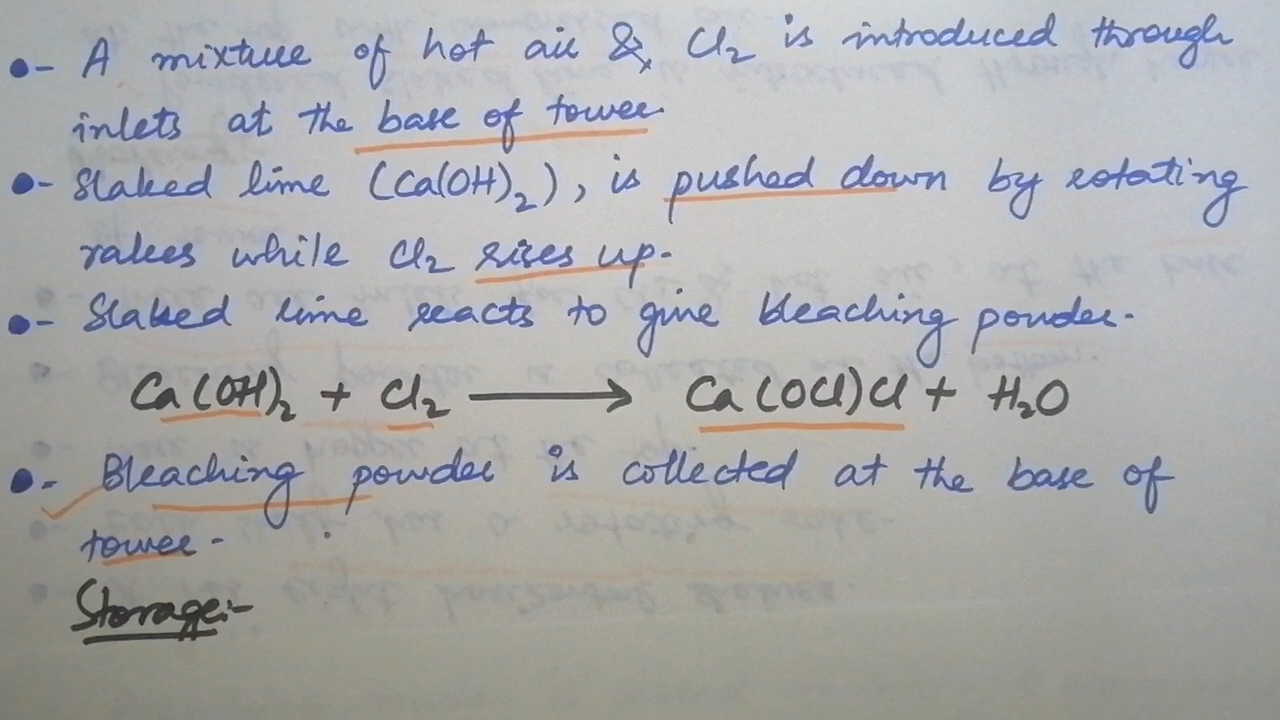 ●- A mixture of hot air & Cl₂ is introduced through
inlets at the base of tower.
●- Slaked lime (Ca(OH)₂), is pushed down by rotating
rakes while Cl₂ rises up.
●- Slaked lime reacts to give bleaching powder.
Ca(OH)₂ + Cl₂ ⟶ Ca(OCl)Cl + H₂O
●- Bleaching powder is collected at the base of
tower.
Storage:-